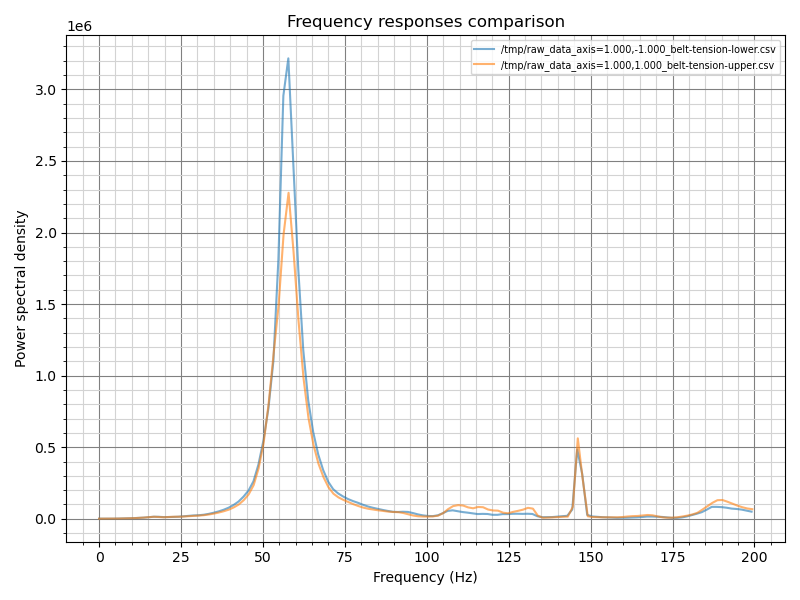 Frequency responses comparison
1e6
/tmp/raw_data_axis=1.000,-1.000_belt-tension-lower.csv
/tmp/raw_data_axis=1.000,1.000_belt-tension-upper.csv
3.0
2.5
2.0
1.5
1.0
0.5
0.0
Power spectral density
0 25 50 75 100 125 150 175 200
Frequency (Hz)